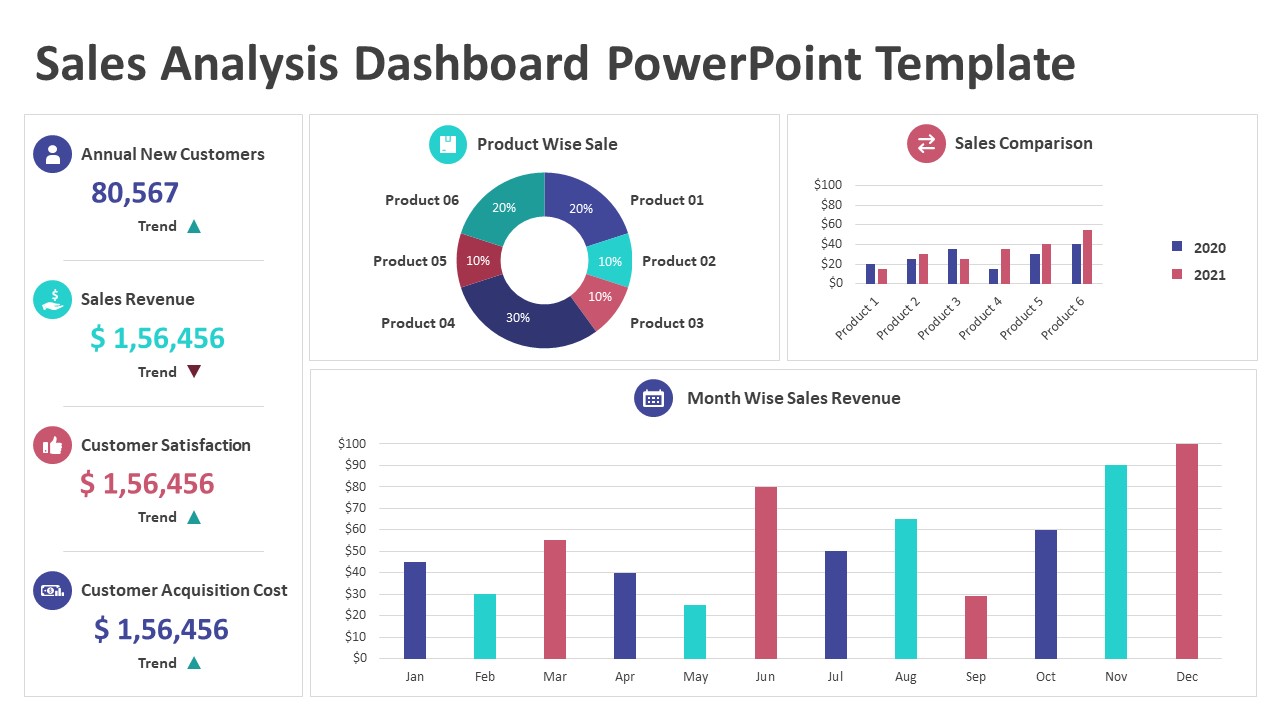 Sales Analysis Dashboard PowerPoint Template
Annual New Customers
80,567
Trend
Sales Revenue
$ 1,56,456
Trend
Customer Satisfaction
$ 1,56,456
Trend
Customer Acquisition Cost
$ 1,56,456
Trend
Product Wise Sale
Product 06
20%
20%
Product 01
Product 05
10%
10%
Product 02
Product 04
30%
10%
Product 03
Sales Comparison
$100
$80
$60
$40
$20
$0
Product 1
Product 2
Product 3
Product 4
Product 5
Product 6
2020
2021
Month Wise Sales Revenue
$100
$90
$80
$70
$60
$50
$40
$30
$20
$10
$0
Jan Feb Mar Apr May Jun Jul Aug Sep Oct Nov Dec